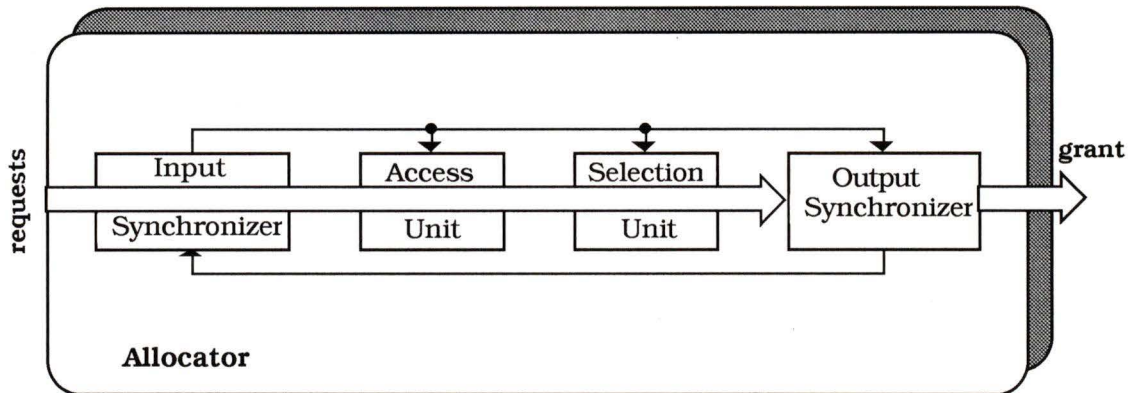 requests
Input
Synchronizer
Access
Unit
Selection
Unit
Output
Synchronizer
grant
Allocator